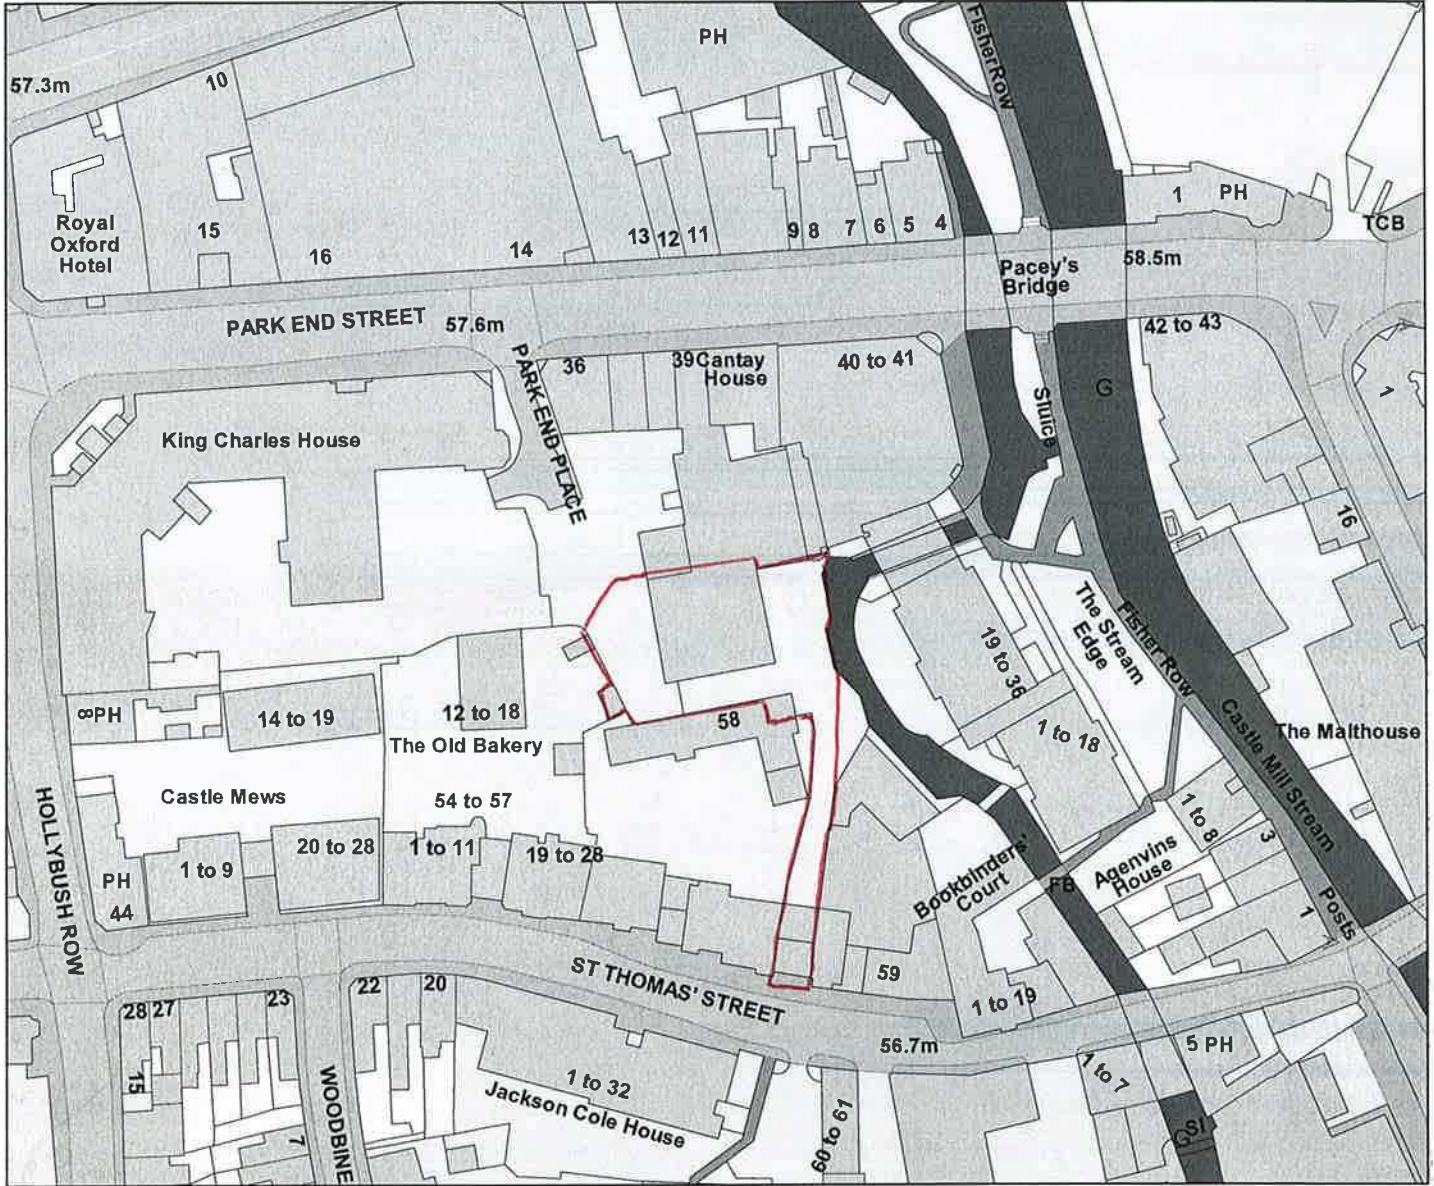 PH
Fisher Row
57.3m
10
Royal
Oxford
Hotel
15
16
14
13
12
11
9
8
7
6
5
4
1
PH
TCB
Pacey's
Bridge
58.5m
PARK END STREET
57.6m
42 to 43
PARK END PLACE
36
39
Cantay
House
40 to 41
Sluice
G
1
King Charles House
16
19 to 36
The Stream
Edge
Fisher Row
8
PH
14 to 19
12 to 18
The Old Bakery
58
1 to 18
Castle Mill Stream
The Malthouse
Castle Mews
54 to 57
HOLLYBUSH ROW
1 to 9
20 to 28
1 to 11
19 to 28
PH
44
Bookbinders'
Court
FB
Agenvins
House
1 to 8
3
1
Posts
ST THOMAS' STREET
59
1 to 19
28
27
23
22
20
56.7m
5 PH
1 to 7
15
7
WOODBINE
1 to 32
Jackson Cole House
60 to 61
G
SI